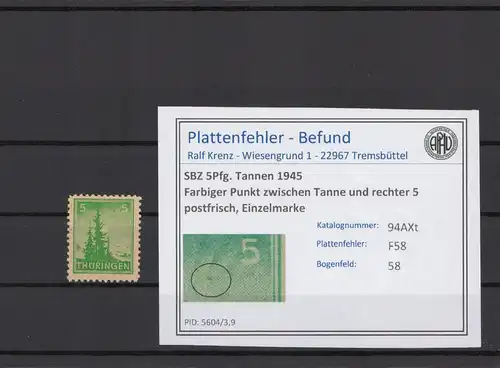 Plattenfehler - Befund
Ralf Krenz - Wiesengrund 1 - 22967 Tremsbüttel
SBZ 5Pfg. Tannen 1945
Farbiger Punkt zwischen Tanne und rechter 5
postfrisch, Einzelmarke
Katalognummer: 94AXt
Plattenfehler: F58
Bogenfeld: 58
5
PID: 5604/3,9
5 5
THÜRINGEN